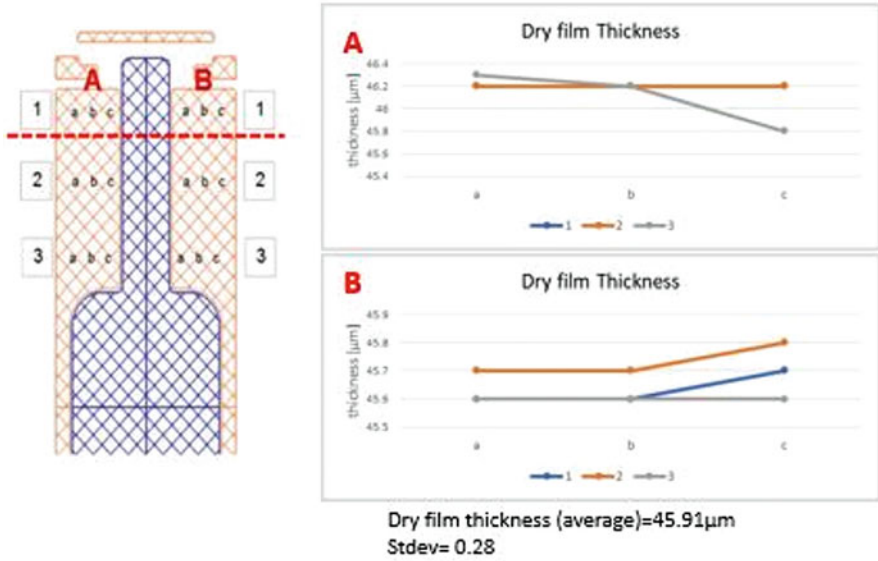 A B
1 a b c a b c 1
2 a b c a b c 2
3 a b c a b c 3
A
Dry film Thickness
thickness [µm]
46.4
46.2
46
45.8
45.6
45.4
a b c
1 2 3
B
Dry film Thickness
thickness [µm]
45.9
45.8
45.7
45.6
45.5
a b c
1 2 3
Dry film thickness (average)=45.91µm
Stdev= 0.28